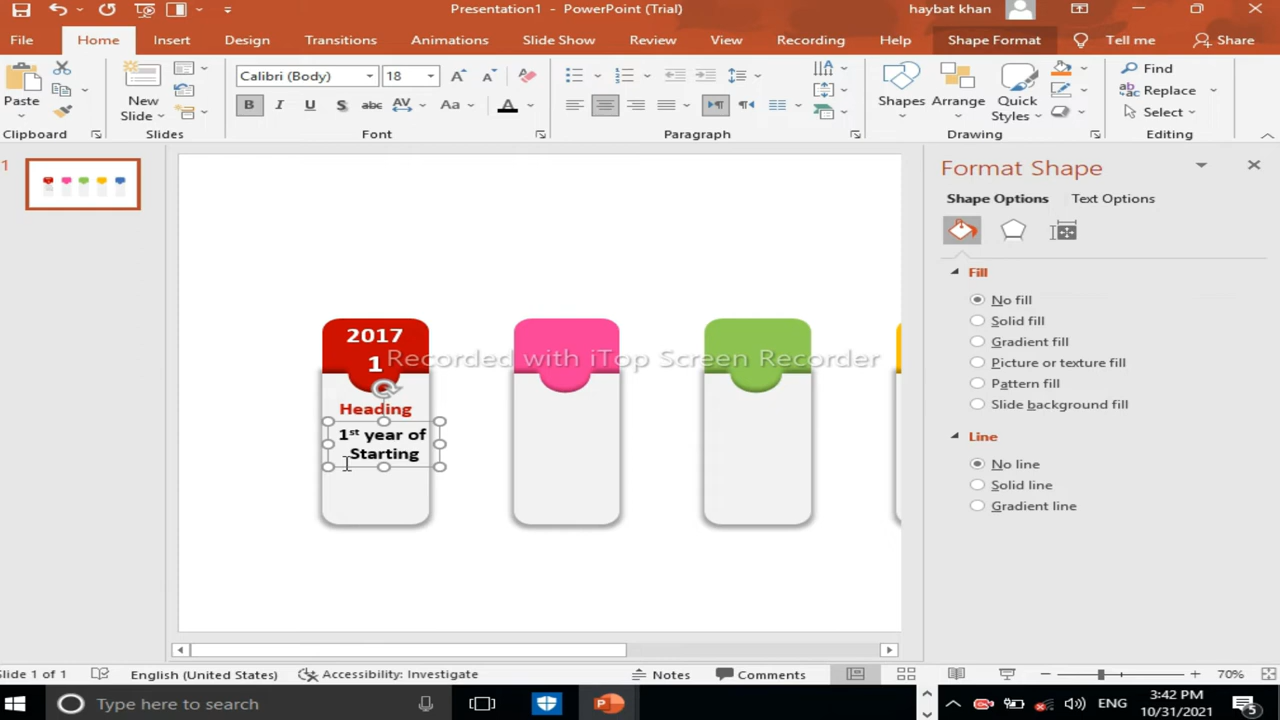 Presentation1 - PowerPoint (Trial)
haybat khan
File
Home
Insert
Design
Transitions
Animations
Slide Show
Review
View
Recording
Help
Shape Format
Tell me
Share
Paste
New
Slide
Calibri (Body)
18
B I U S abc AV Aa A
Shapes
Arrange
Quick
Styles
Find
Replace
Select
Clipboard
Slides
Font
Paragraph
Drawing
Editing
1
2017
1
Heading
1st year of
Starting
Recorded with iTop Screen Recorder
Format Shape
Shape Options
Text Options
Fill
No fill
Solid fill
Gradient fill
Picture or texture fill
Pattern fill
Slide background fill
Line
No line
Solid line
Gradient line
Slide 1 of 1
English (United States)
Accessibility: Investigate
Notes
Comments
70%
Type here to search
ENG
3:42 PM
10/31/2021
5